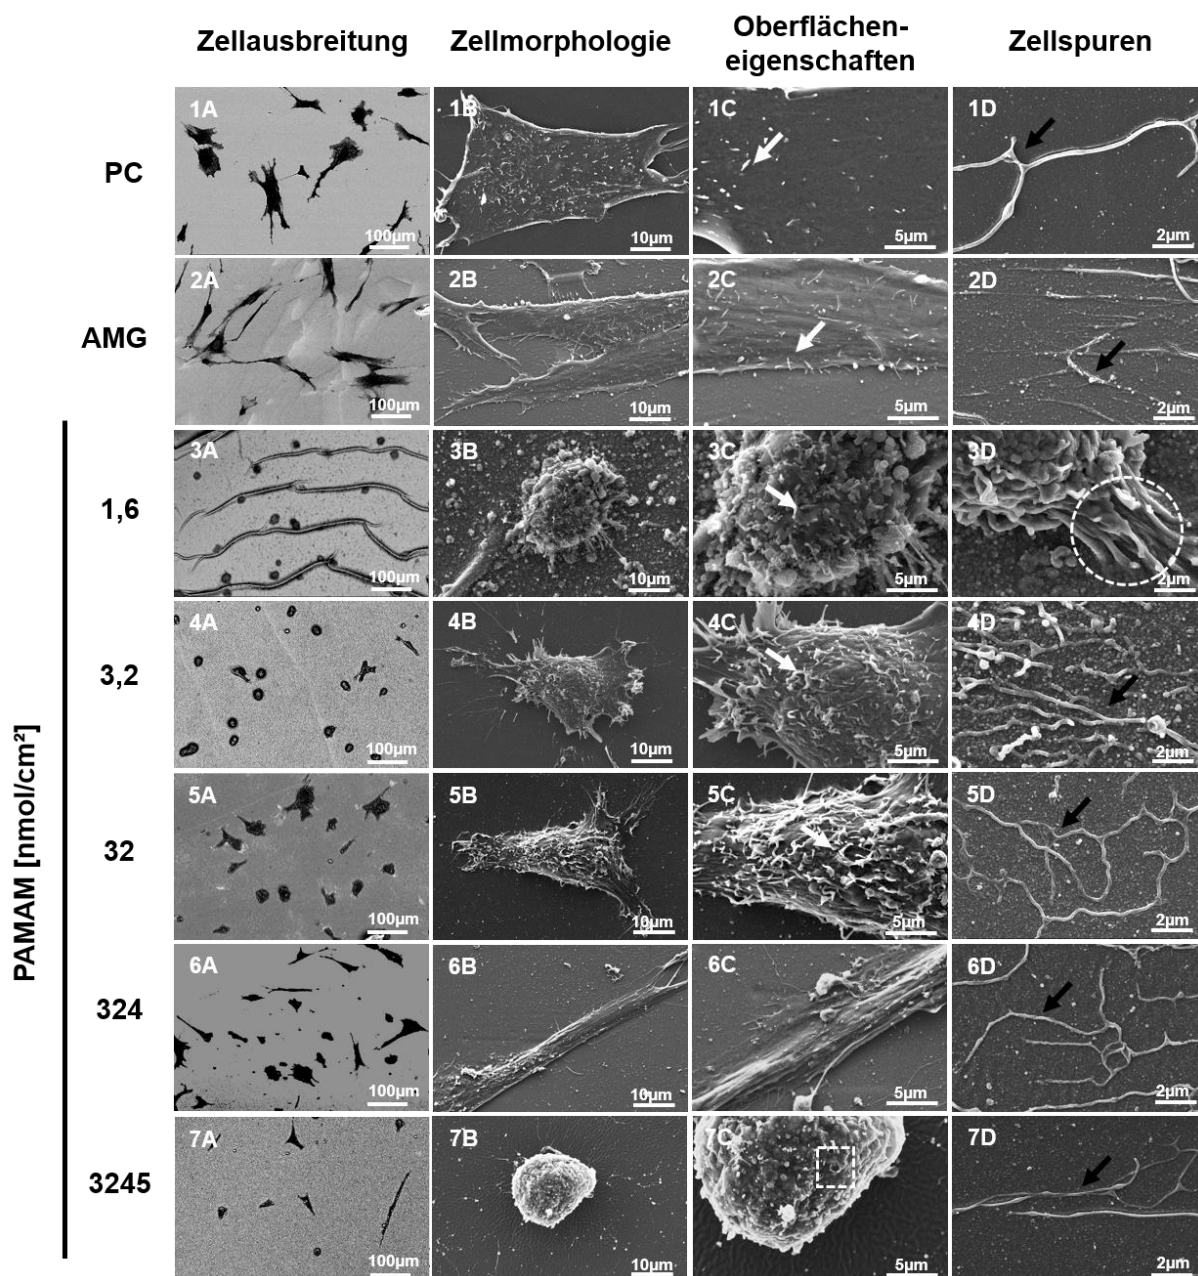 Zellausbreitung
Zellmorphologie
Oberflächen-
eigenschaften
Zellspuren
PC
1A
100µm
1B
10µm
1C
5µm
1D
2µm
AMG
2A
100µm
2B
10µm
2C
5µm
2D
2µm
PAMAM [nmol/cm²]
1,6
3A
100µm
3B
10µm
3C
5µm
3D
2µm
3,2
4A
100µm
4B
10µm
4C
5µm
4D
2µm
32
5A
100µm
5B
10µm
5C
5µm
5D
2µm
324
6A
100µm
6B
10µm
6C
5µm
6D
2µm
3245
7A
100µm
7B
10µm
7C
5µm
7D
2µm